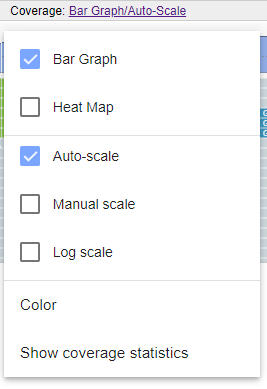 Coverage: Bar Graph/Auto-Scale
Bar Graph
Heat Map
Auto-scale
Manual scale
Log scale
Color
Show coverage statistics